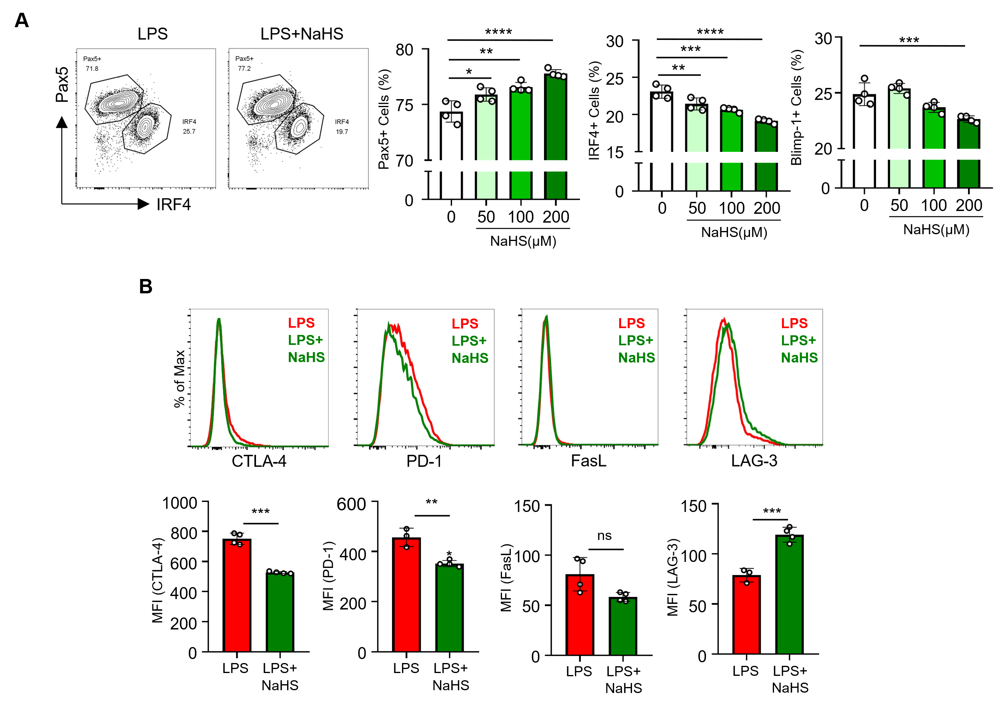 A
LPS
LPS+NaHS
Pax5
Pax5+
71.8
IRF4
25.7
Pax5+
77.2
IRF4
19.7
IRF4
Pax5+ Cells (%)
80
75
70
0
****
**
*
0 50 100 200
NaHS(µM)
IRF4+ Cells (%)
30
25
20
15
0
****
***
**
0 50 100 200
NaHS(µM)
Blimp-1+ Cells (%)
30
25
20
0
***
0 50 100 200
NaHS(µM)
B
% of Max
LPS
LPS+
NaHS
CTLA-4
LPS
LPS+
NaHS
PD-1
LPS
LPS+
NaHS
FasL
LPS
LPS+
NaHS
LAG-3
MFI (CTLA-4)
1000
800
600
400
200
0
***
LPS
LPS+
NaHS
MFI (PD-1)
600
400
200
0
**
*
LPS
LPS+
NaHS
MFI (FasL)
150
100
50
0
ns
LPS
LPS+
NaHS
MFI (LAG-3)
150
100
50
0
***
LPS
LPS+
NaHS